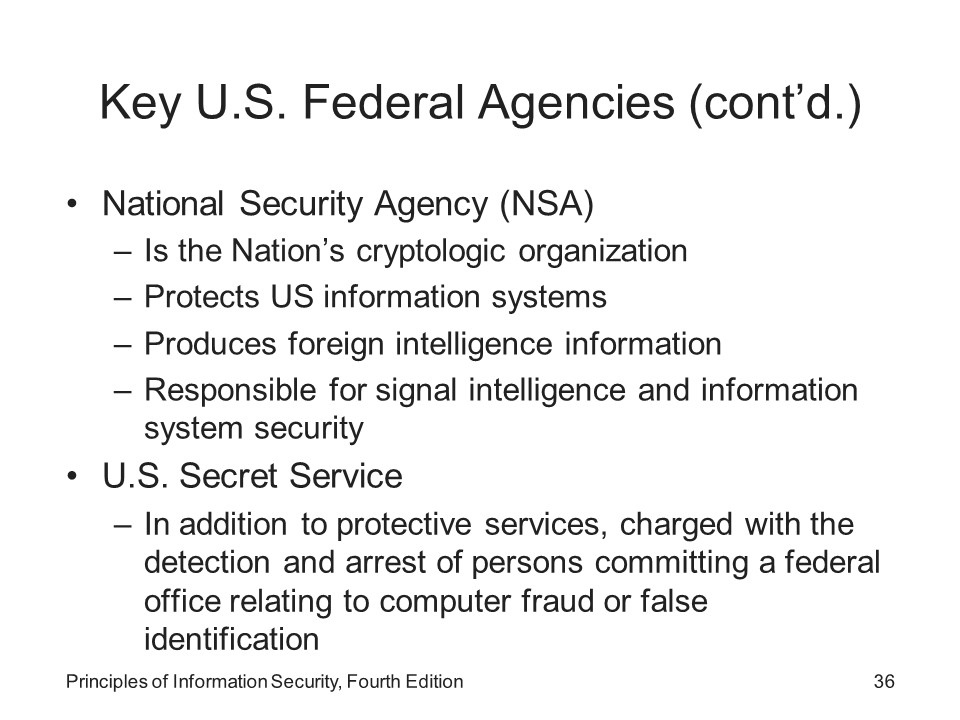 Key U.S. Federal Agencies (cont’d.)
• National Security Agency (NSA)
– Is the Nation’s cryptologic organization
– Protects US information systems
– Produces foreign intelligence information
– Responsible for signal intelligence and information
system security
• U.S. Secret Service
– In addition to protective services, charged with the
detection and arrest of persons committing a federal
office relating to computer fraud or false
identification
Principles of Information Security, Fourth Edition 36